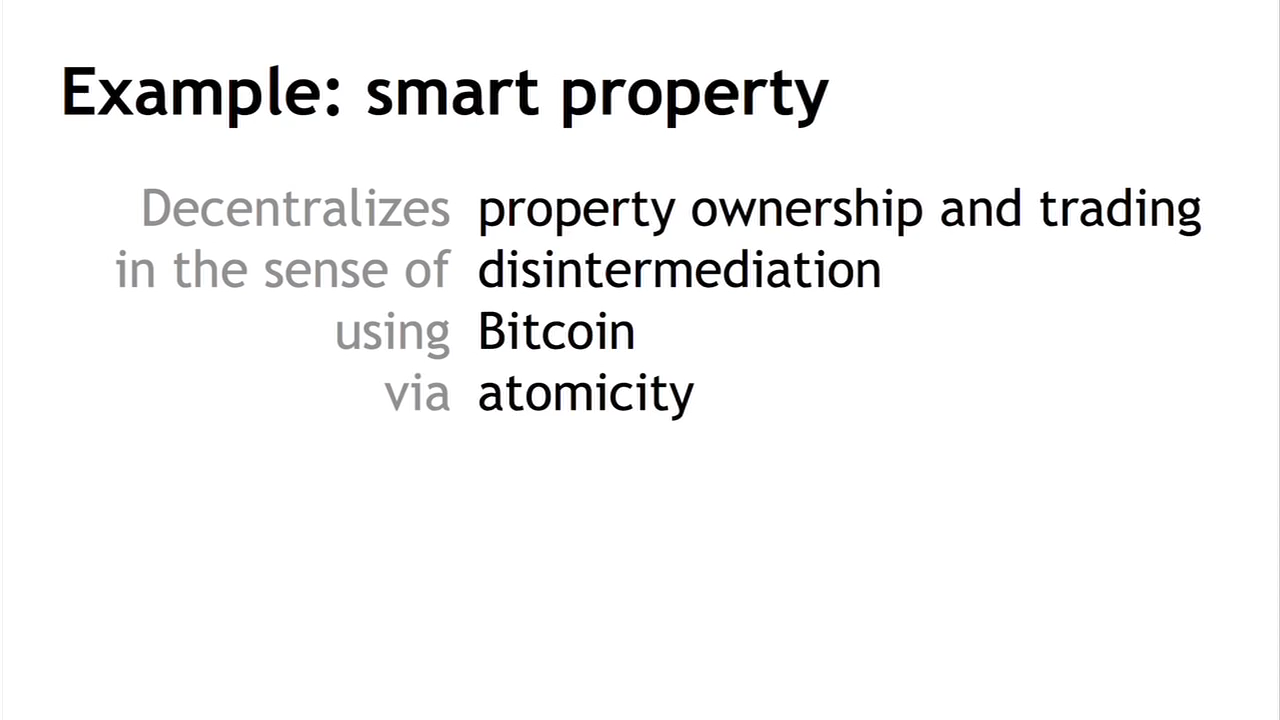 Example: smart property
Decentralizes property ownership and trading
in the sense of disintermediation
using Bitcoin
via atomicity